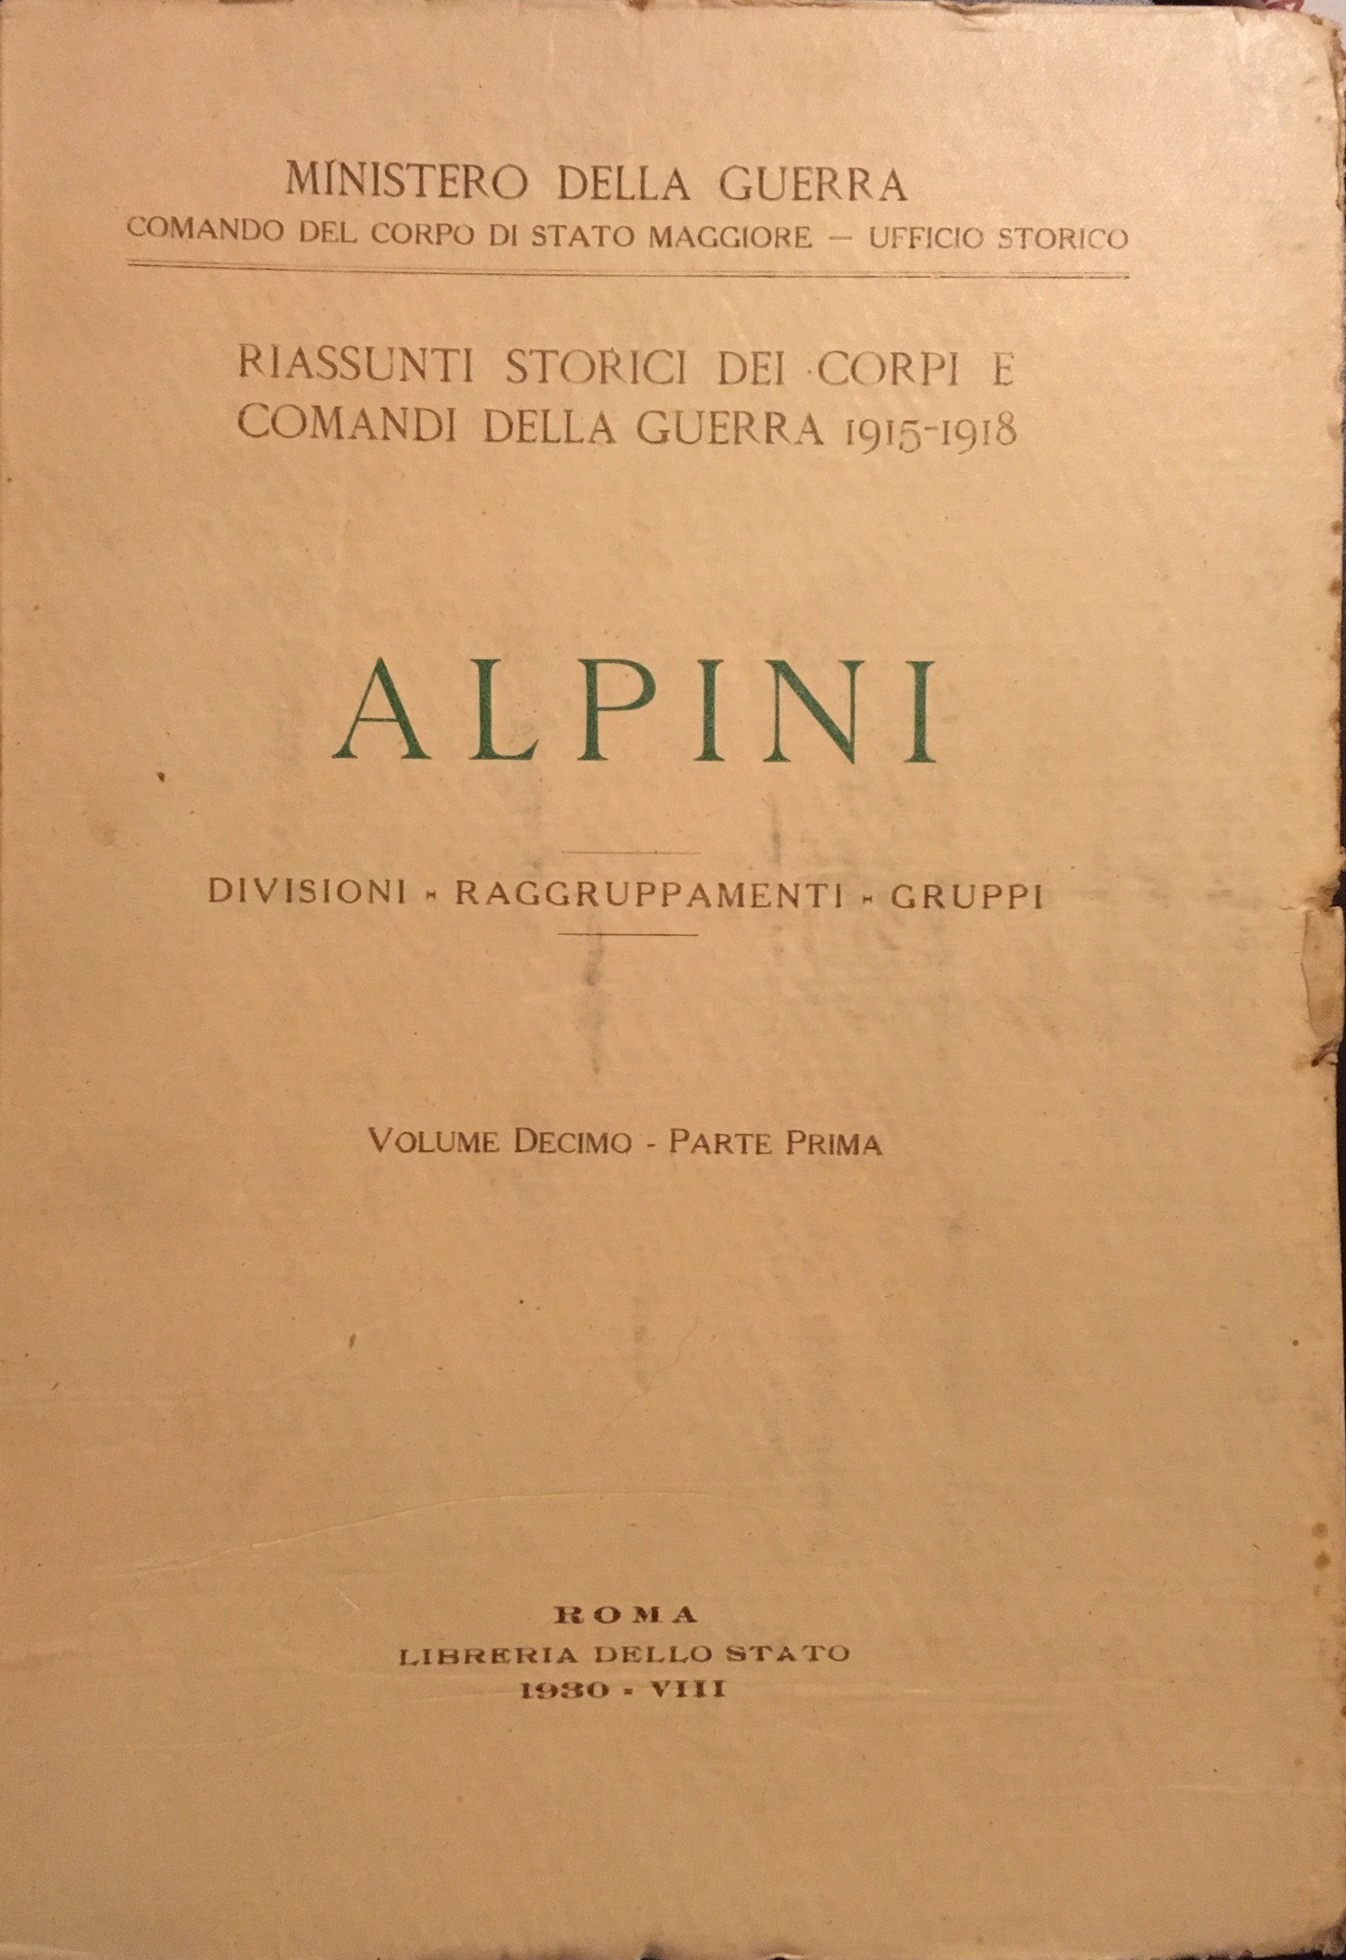 MINISTERO DELLA GUERRA
COMANDO DEL CORPO DI STATO MAGGIORE — UFFICIO STORICO
RIASSUNTI STORICI DEI CORPI E
COMANDI DELLA GUERRA 1915-1918
ALPINI
DIVISIONI - RAGGRUPPAMENTI - GRUPPI
VOLUME DECIMO - PARTE PRIMA
ROMA
LIBRERIA DELLO STATO
1930 - VIII